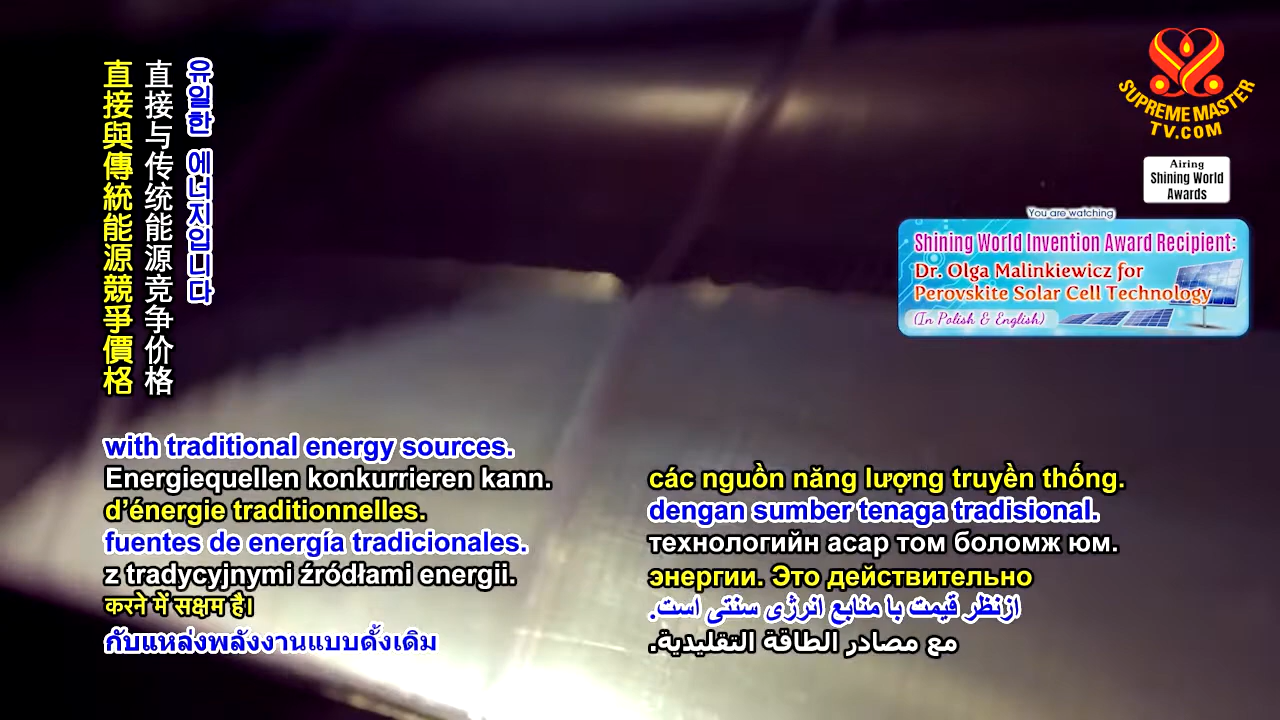 直接與傳統能源競爭價格
直接与传统能源竞争价格
유일한 에너지입니다
SUPREME MASTER
TV.COM
Airing
Shining World
Awards
You are watching
Shining World Invention Award Recipient:
Dr. Olga Malinkiewicz for
Perovskite Solar Cell Technology
(In Polish & English)
with traditional energy sources.
Energiequellen konkurrieren kann.
d'énergie traditionnelles.
fuentes de energía tradicionales.
z tradycyjnymi źródłami energii.
करने में सक्षम है।
กับแหล่งพลังงานแบบดั้งเดิม
các nguồn năng lượng truyền thống.
dengan sumber tenaga tradisional.
технологийн асар том боломж юм.
энергии. Это действительно
ازنظر قیمت با منابع انرژی سنتی است.
مع مصادر الطاقة التقليدية.